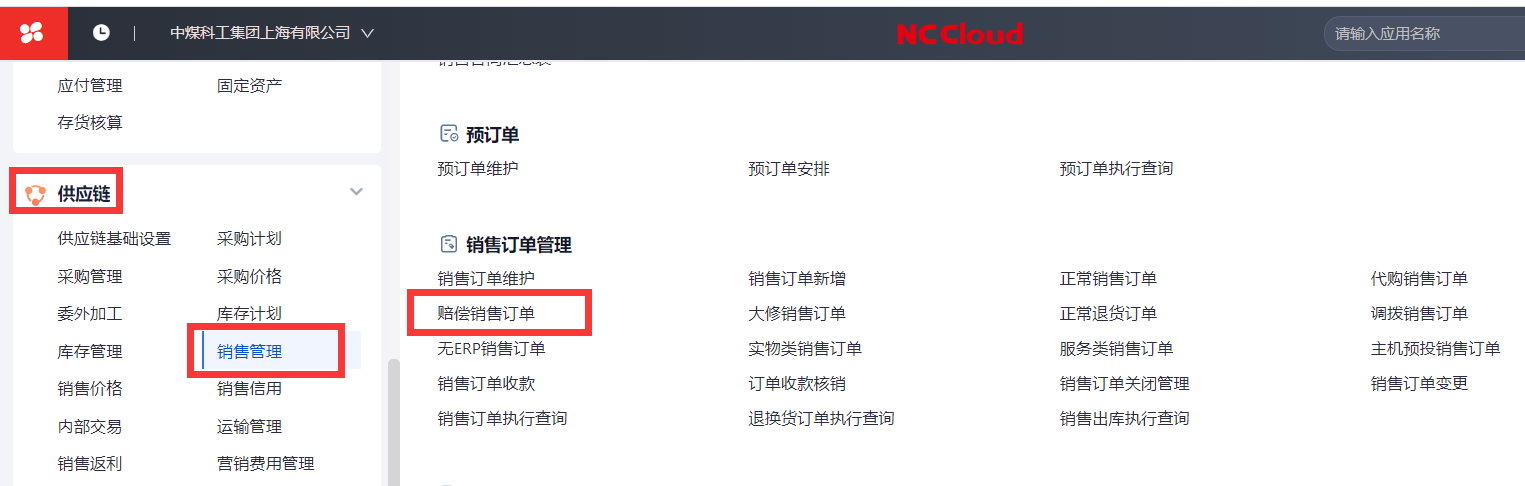 中煤科工集团上海有限公司
NC Cloud
请输入应用名称
应付管理 固定资产
存货核算
供应链
供应链基础设置 采购计划
采购管理 采购价格
委外加工 库存计划
库存管理 销售管理
销售价格 销售信用
内部交易 运输管理
销售返利 营销费用管理
预订单
预订单维护 预订单安排 预订单执行查询
销售订单管理
销售订单维护 销售订单新增 正常销售订单 代购销售订单
赔偿销售订单 大修销售订单 正常退货订单 调拨销售订单
无ERP销售订单 实物类销售订单 服务类销售订单 主机预投销售订单
销售订单收款 订单收款核销 销售订单关闭管理 销售订单变更
销售订单执行查询 退换货订单执行查询 销售出库执行查询